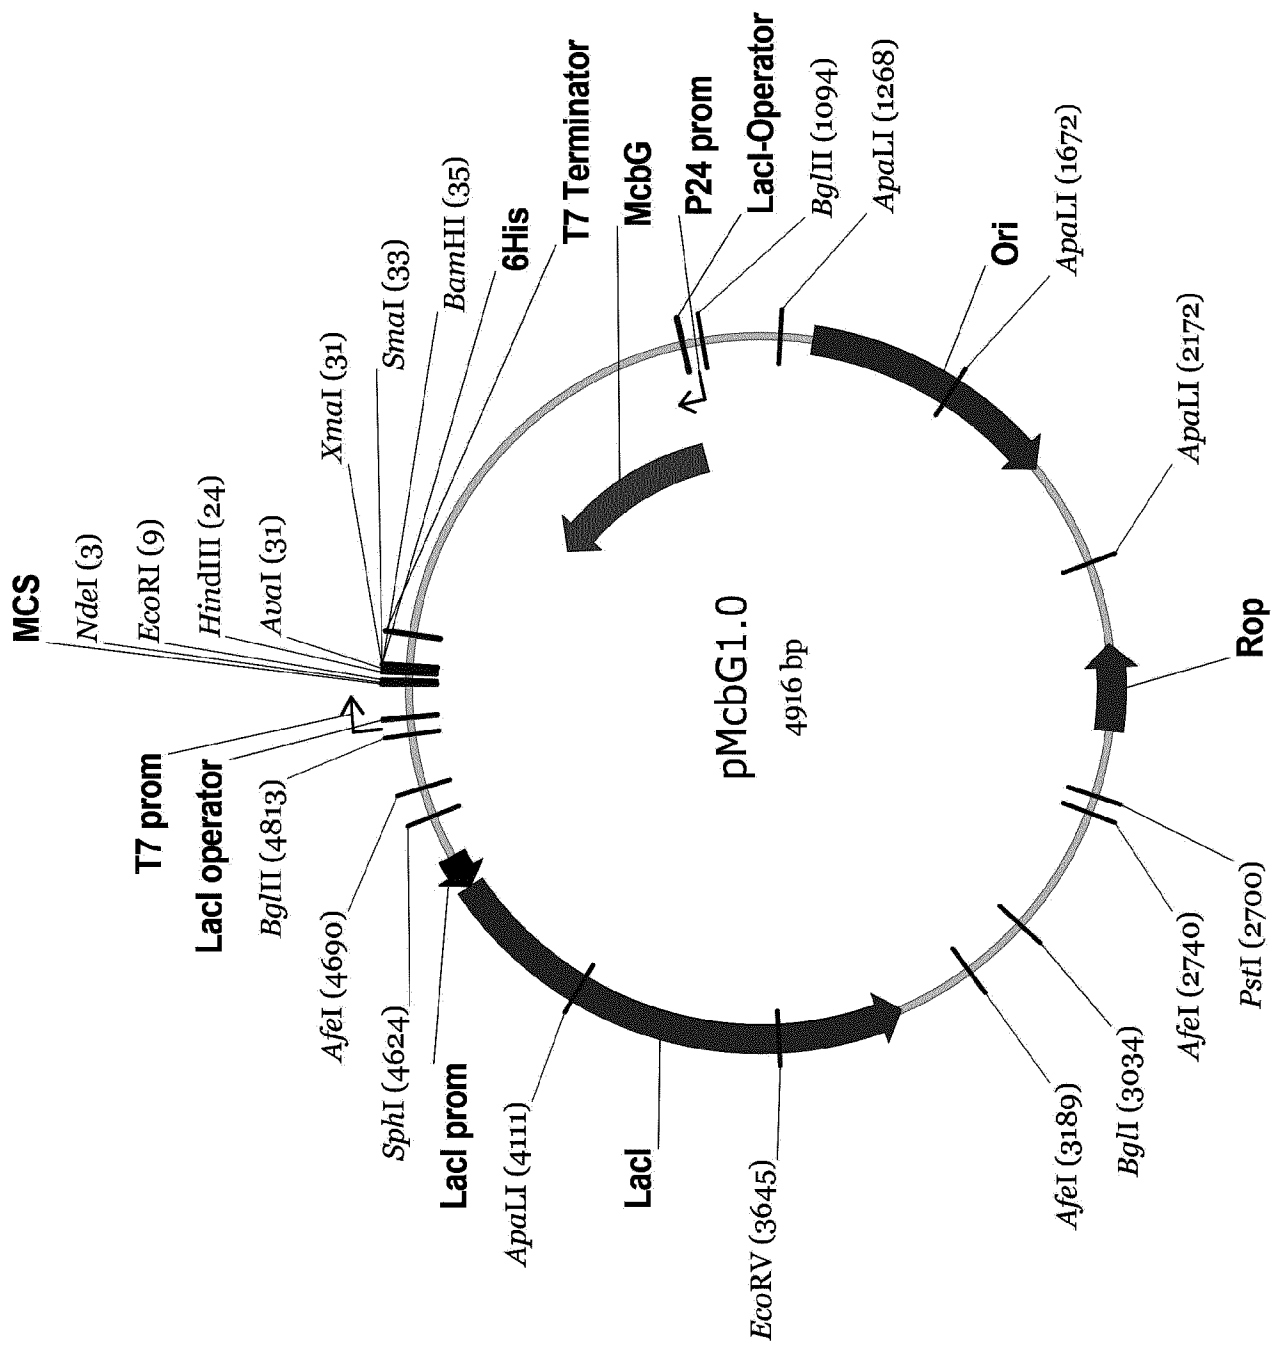 MCS
NdeI (3)
EcoRI (9)
HindIII (24)
AvaI (31)
XmaI (31)
SmaI (33)
BamHI (35)
6His
T7 Terminator
McbG
P24 prom
LacI-Operator
BglII (1094)
ApaLI (1268)
Ori
ApaLI (1672)
ApaLI (2172)
Rop
PstI (2700)
AfeI (2740)
BglI (3034)
AfeI (3189)
EcoRV (3645)
LacI
ApaLI (4111)
LacI prom
SphI (4624)
AfeI (4690)
BglII (4813)
LacI operator
T7 prom
pMcbG1.0
4916 bp